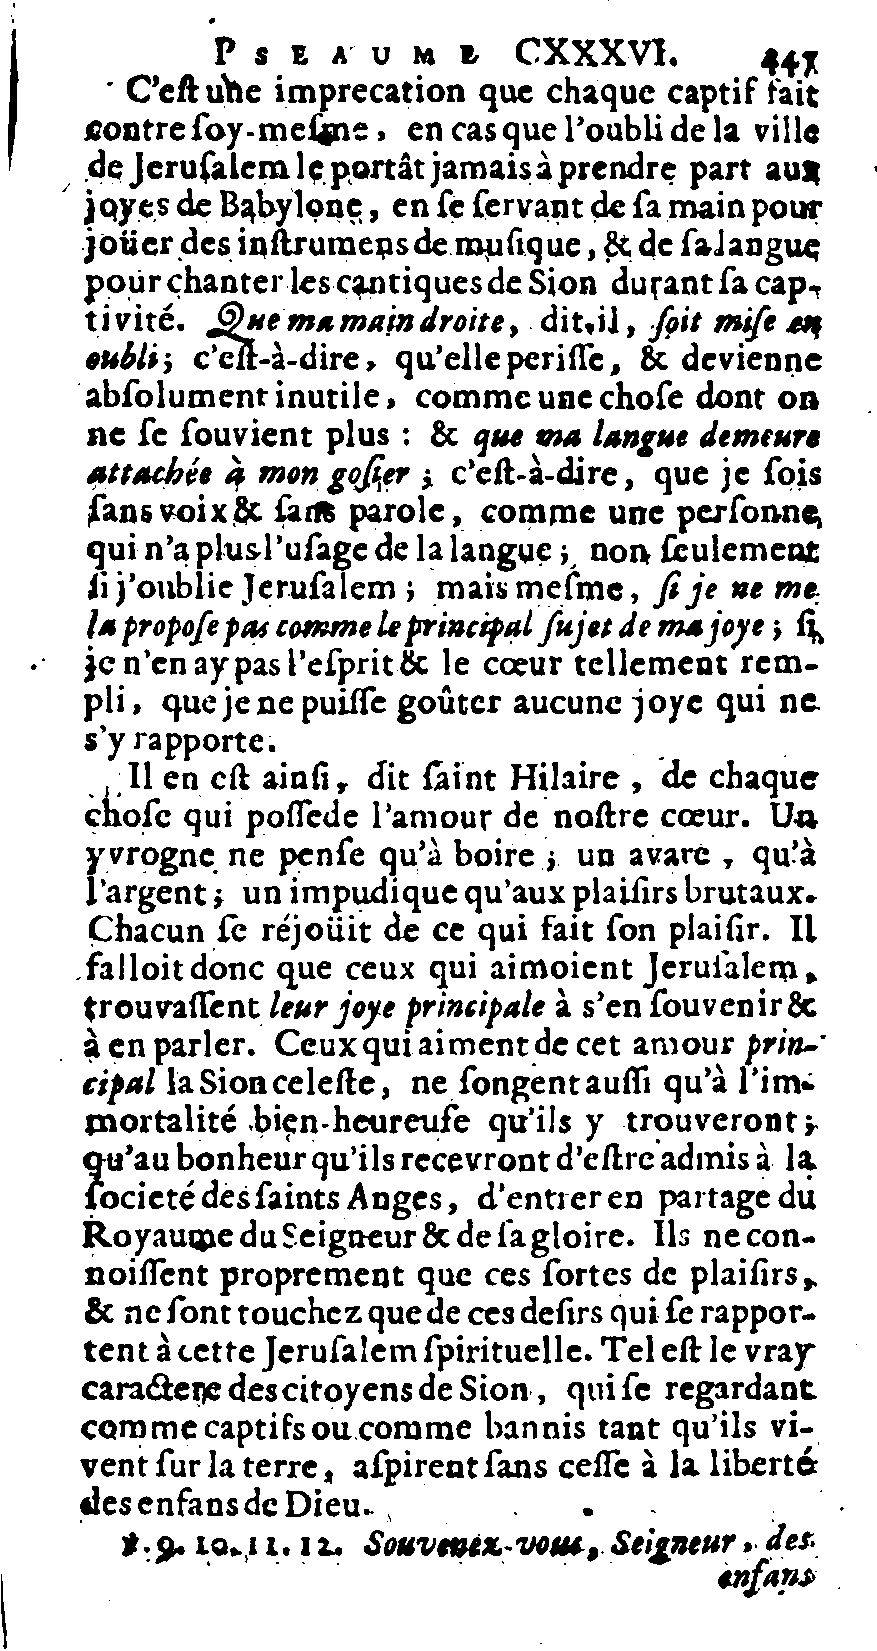 PSEAUME CXXXVI. 447
C'eſt une imprecation que chaque captif fait
contre ſoy-meſme, en cas que l'oubli de la ville
de Jeruſalem le portât jamais à prendre part aux
joyes de Babylone, en ſe ſervant de ſa main pour
joüer des inſtrumens de muſique, & de ſa langue
pour chanter les cantiques de Sion durant ſa cap-
tivité. Que ma main droite, dit-il, ſoit miſe en
oubli; c'eſt-à-dire, qu'elle periſſe, & devienne
abſolument inutile, comme une choſe dont on
ne ſe ſouvient plus : & que ma langue demeure
attachée à mon goſier; c'eſt-à-dire, que je ſois
ſans voix & ſans parole, comme une perſonne,
qui n'a plus l'uſage de la langue; non ſeulement
ſi j'oublie Jeruſalem; mais meſme, ſi je ne me
la propoſe pas comme le principal ſujet de ma joye; ſi
je n'en ay pas l'eſprit & le cœur tellement rem-
pli, que je ne puiſſe goûter aucune joye qui ne
s'y rapporte.
Il en eſt ainſi, dit ſaint Hilaire, de chaque
choſe qui poſſede l'amour de noſtre cœur. Un
yvrogne ne penſe qu'à boire; un avare, qu'à
l'argent; un impudique qu'aux plaiſirs brutaux.
Chacun ſe réjoüit de ce qui fait ſon plaiſir. Il
falloit donc que ceux qui aimoient Jeruſalem,
trouvaſſent leur joye principale à s'en ſouvenir &
à en parler. Ceux qui aiment de cet amour prin-
cipal la Sion celeſte, ne ſongent auſſi qu'à l'im-
mortalité bien-heureuſe qu'ils y trouveront;
qu'au bonheur qu'ils recevront d'eſtre admis à la
ſocieté des ſaints Anges, d'entrer en partage du
Royaume du Seigneur & de ſa gloire. Ils ne con-
noiſſent proprement que ces ſortes de plaiſirs,
& ne ſont touchez que de ces deſirs qui ſe rappor-
tent à cette Jeruſalem ſpirituelle. Tel eſt le vray
caractere des citoyens de Sion, qui ſe regardant
comme captifs ou comme bannis tant qu'ils vi-
vent ſur la terre, aſpirent ſans ceſſe à la liberté
des enfans de Dieu.
℣. 9. 10. 11. 12. Souvenez-vous, Seigneur, des
enfans